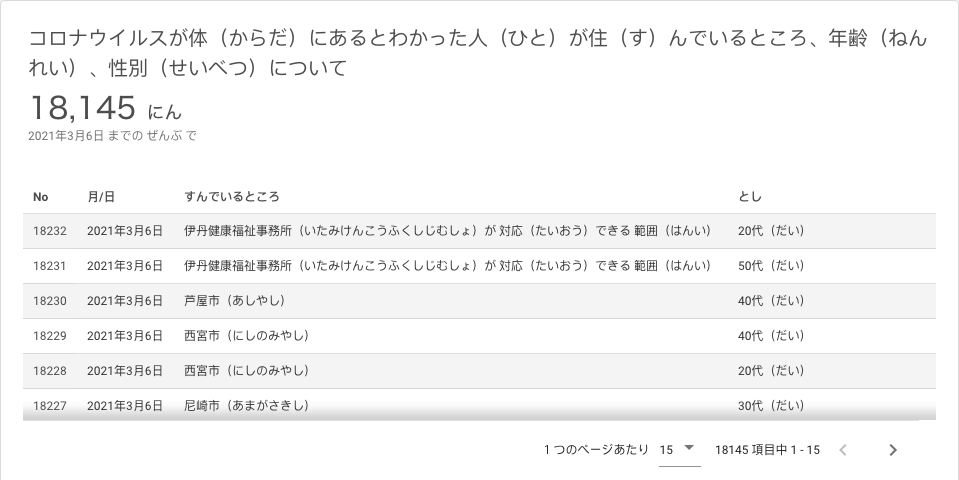 コロナウイルスが体（からだ）にあるとわかった人（ひと）が住（す）んでいるところ、年齢（ねん
れい）、性別（せいべつ）について
18,145 にん
2021年3月6日 までの ぜんぶ で
No 月/日 すんでいるところ とし
18232 2021年3月6日 伊丹健康福祉事務所（いたみけんこうふくしじむしょ）が 対応（たいおう）できる 範囲（はんい） 20代（だい）
18231 2021年3月6日 伊丹健康福祉事務所（いたみけんこうふくしじむしょ）が 対応（たいおう）できる 範囲（はんい） 50代（だい）
18230 2021年3月6日 芦屋市（あしやし） 40代（だい）
18229 2021年3月6日 西宮市（にしのみやし） 40代（だい）
18228 2021年3月6日 西宮市（にしのみやし） 20代（だい）
18227 2021年3月6日 尼崎市（あまがさきし） 30代（だい）
1 つのページあたり 15 18145 項目中 1 - 15